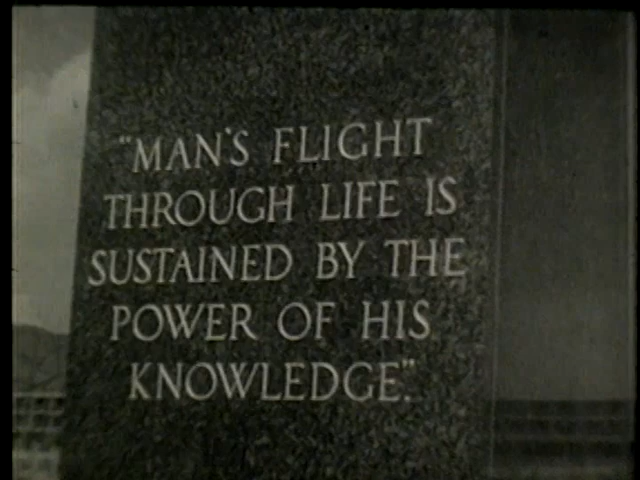 "MAN'S FLIGHT
THROUGH LIFE IS
SUSTAINED BY THE
POWER OF HIS
KNOWLEDGE."